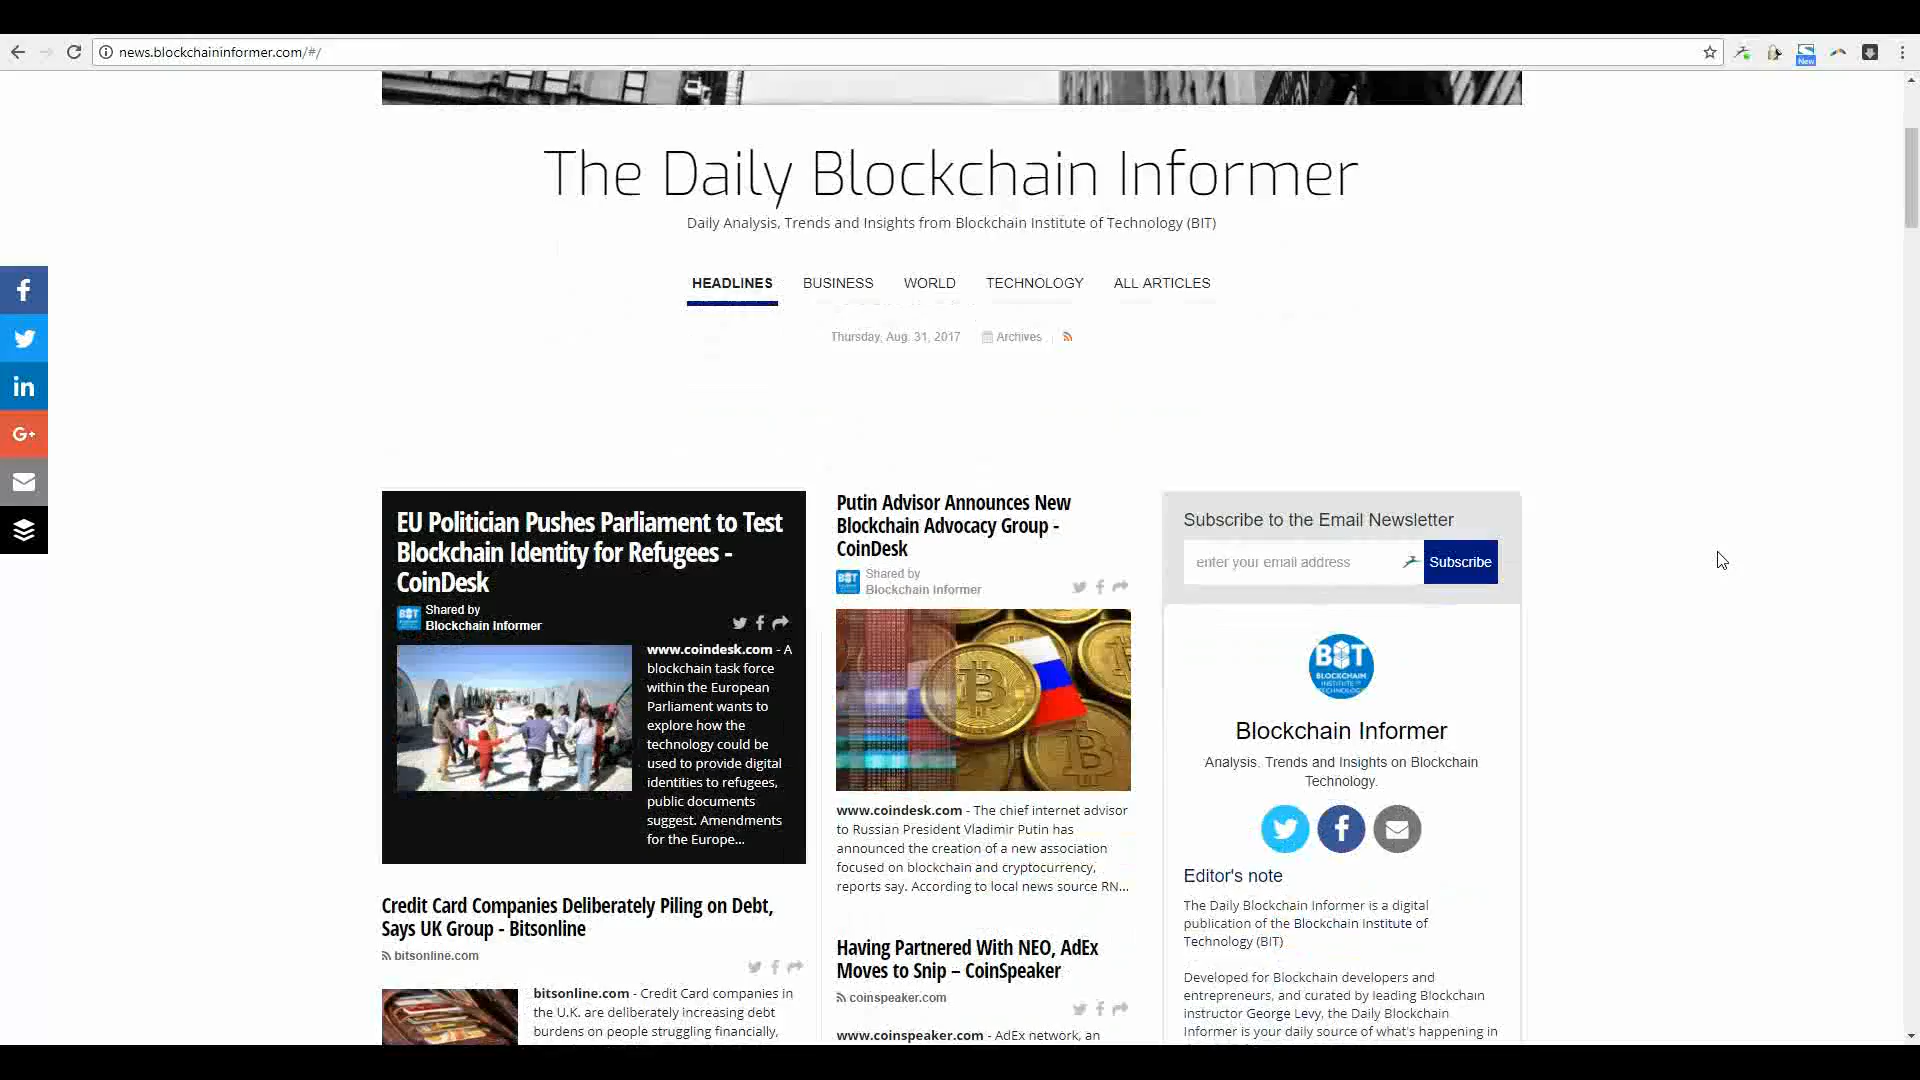 news.blockchaininformer.com/#/
New
The Daily Blockchain Informer
Daily Analysis, Trends and Insights from Blockchain Institute of Technology (BIT)
HEADLINES BUSINESS WORLD TECHNOLOGY ALL ARTICLES
Thursday, Aug. 31, 2017 Archives
EU Politician Pushes Parliament to Test
Blockchain Identity for Refugees -
CoinDesk
Shared by
Blockchain Informer
www.coindesk.com - A
blockchain task force
within the European
Parliament wants to
explore how the
technology could be
used to provide digital
identities to refugees,
public documents
suggest. Amendments
for the Europe...
Credit Card Companies Deliberately Piling on Debt,
Says UK Group - Bitsonline
bitsonline.com
bitsonline.com - Credit Card companies in
the U.K. are deliberately increasing debt
burdens on people struggling financially,
Putin Advisor Announces New
Blockchain Advocacy Group -
CoinDesk
Shared by
Blockchain Informer
www.coindesk.com - The chief internet advisor
to Russian President Vladimir Putin has
announced the creation of a new association
focused on blockchain and cryptocurrency,
reports say. According to local news source RN...
Having Partnered With NEO, AdEx
Moves to Snip – CoinSpeaker
coinspeaker.com
www.coinspeaker.com - AdEx network, an
Subscribe to the Email Newsletter
enter your email address Subscribe
BIT
BLOCKCHAIN
INSTITUTE OF
TECHNOLOGY
Blockchain Informer
Analysis. Trends and Insights on Blockchain
Technology.
Editor's note
The Daily Blockchain Informer is a digital
publication of the Blockchain Institute of
Technology (BIT)
Developed for Blockchain developers and
entrepreneurs, and curated by leading Blockchain
instructor George Levy, the Daily Blockchain
Informer is your daily source of what's happening in